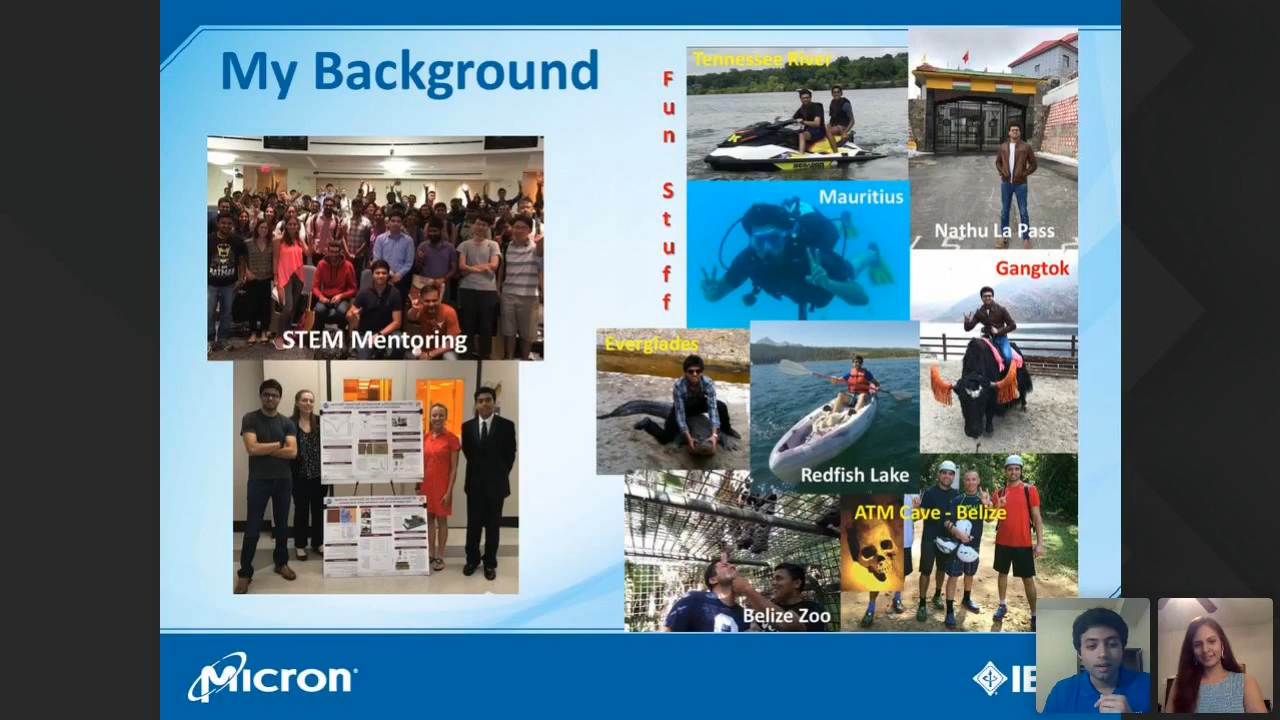 My Background
Fun Stuff
Tennessee River
Mauritius
Nathu La Pass
Gangtok
STEM Mentoring
Everglades
Redfish Lake
ATM Cave - Belize
Belize Zoo
BATMAN
Micron